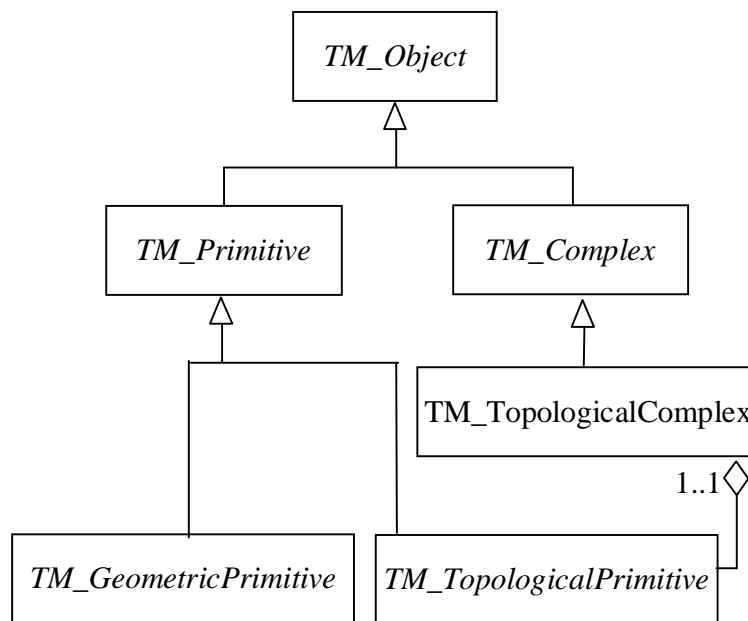 TM_Object
TM_Primitive
TM_Complex
TM_TopologicalComplex
1..1
TM_GeometricPrimitive
TM_TopologicalPrimitive